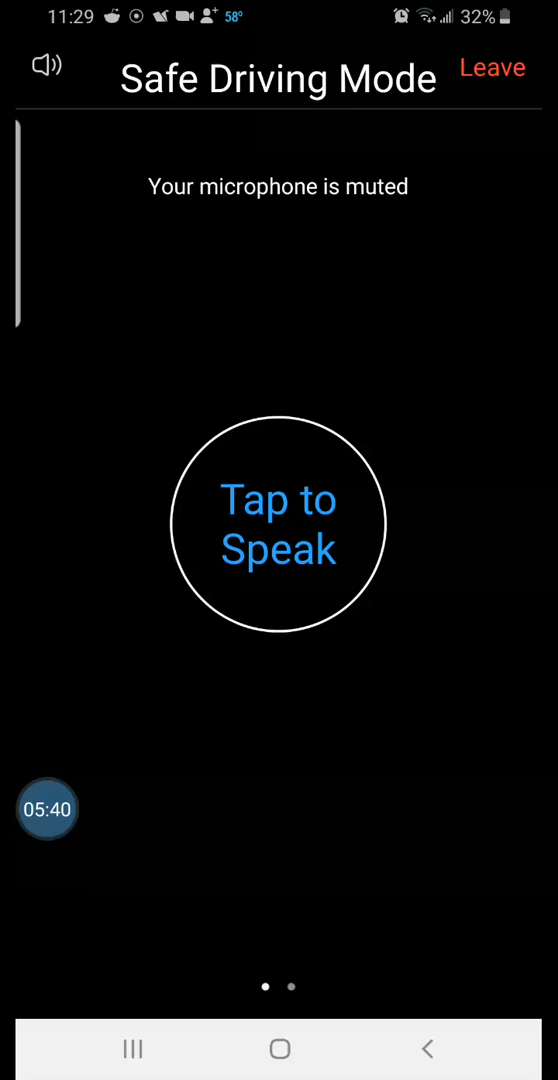 11:29 58° 32%
Safe Driving Mode
Leave
Your microphone is muted
Tap to
Speak
05:40